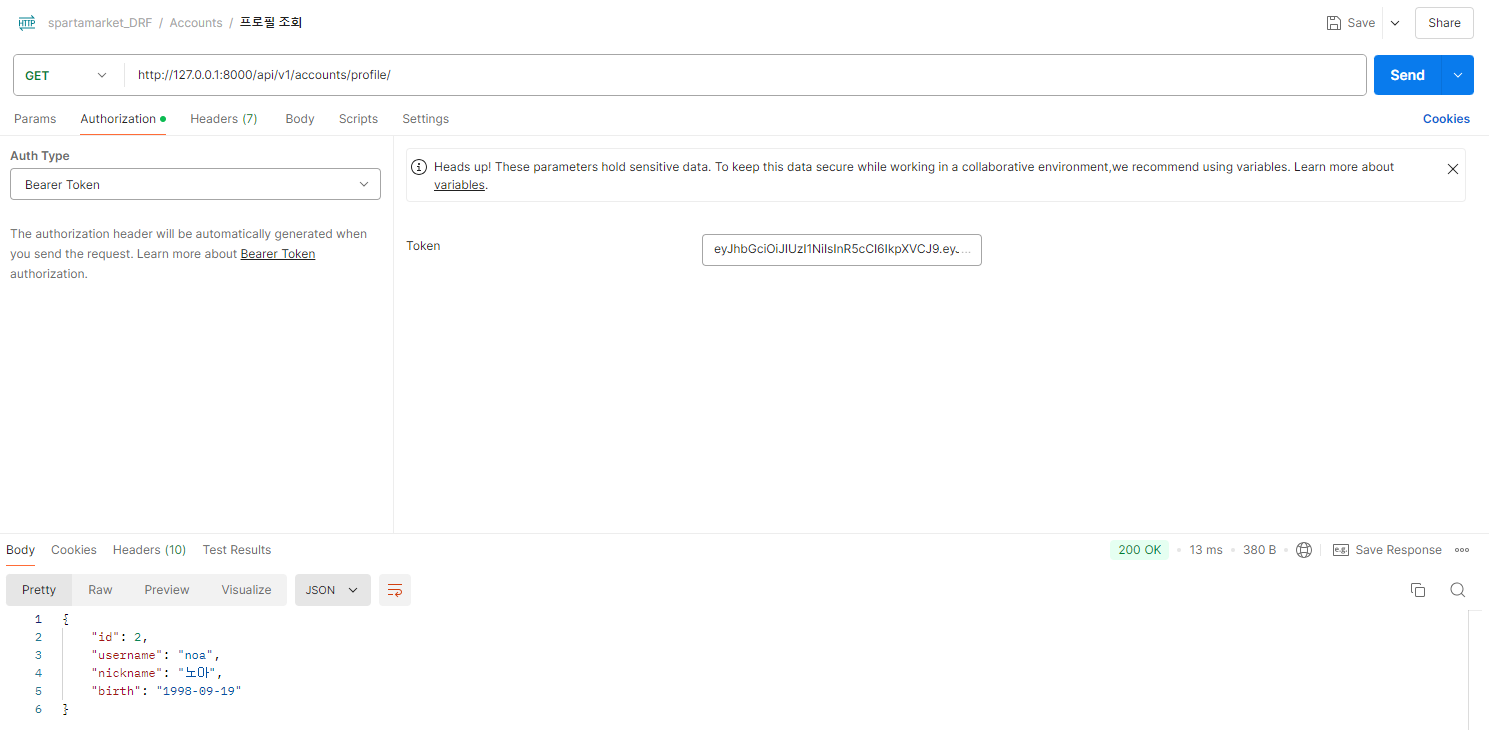 HTTP spartamarket_DRF / Accounts / 프로필 조회 Save Share
GET http://127.0.0.1:8000/api/v1/accounts/profile/ Send
Params Authorization Headers (7) Body Scripts Settings Cookies
Auth Type
Bearer Token
The authorization header will be automatically generated when
you send the request. Learn more about Bearer Token
authorization.
Heads up! These parameters hold sensitive data. To keep this data secure while working in a collaborative environment,we recommend using variables. Learn more about
variables.
Token eyJhbGciOiJIUzI1NiIsInR5cCI6IkpXVCJ9.eyJ...
Body Cookies Headers (10) Test Results 200 OK • 13 ms • 380 B • e.g. Save Response
Pretty Raw Preview Visualize JSON
1 {
2 "id": 2,
3 "username": "noa",
4 "nickname": "노아",
5 "birth": "1998-09-19"
6 }